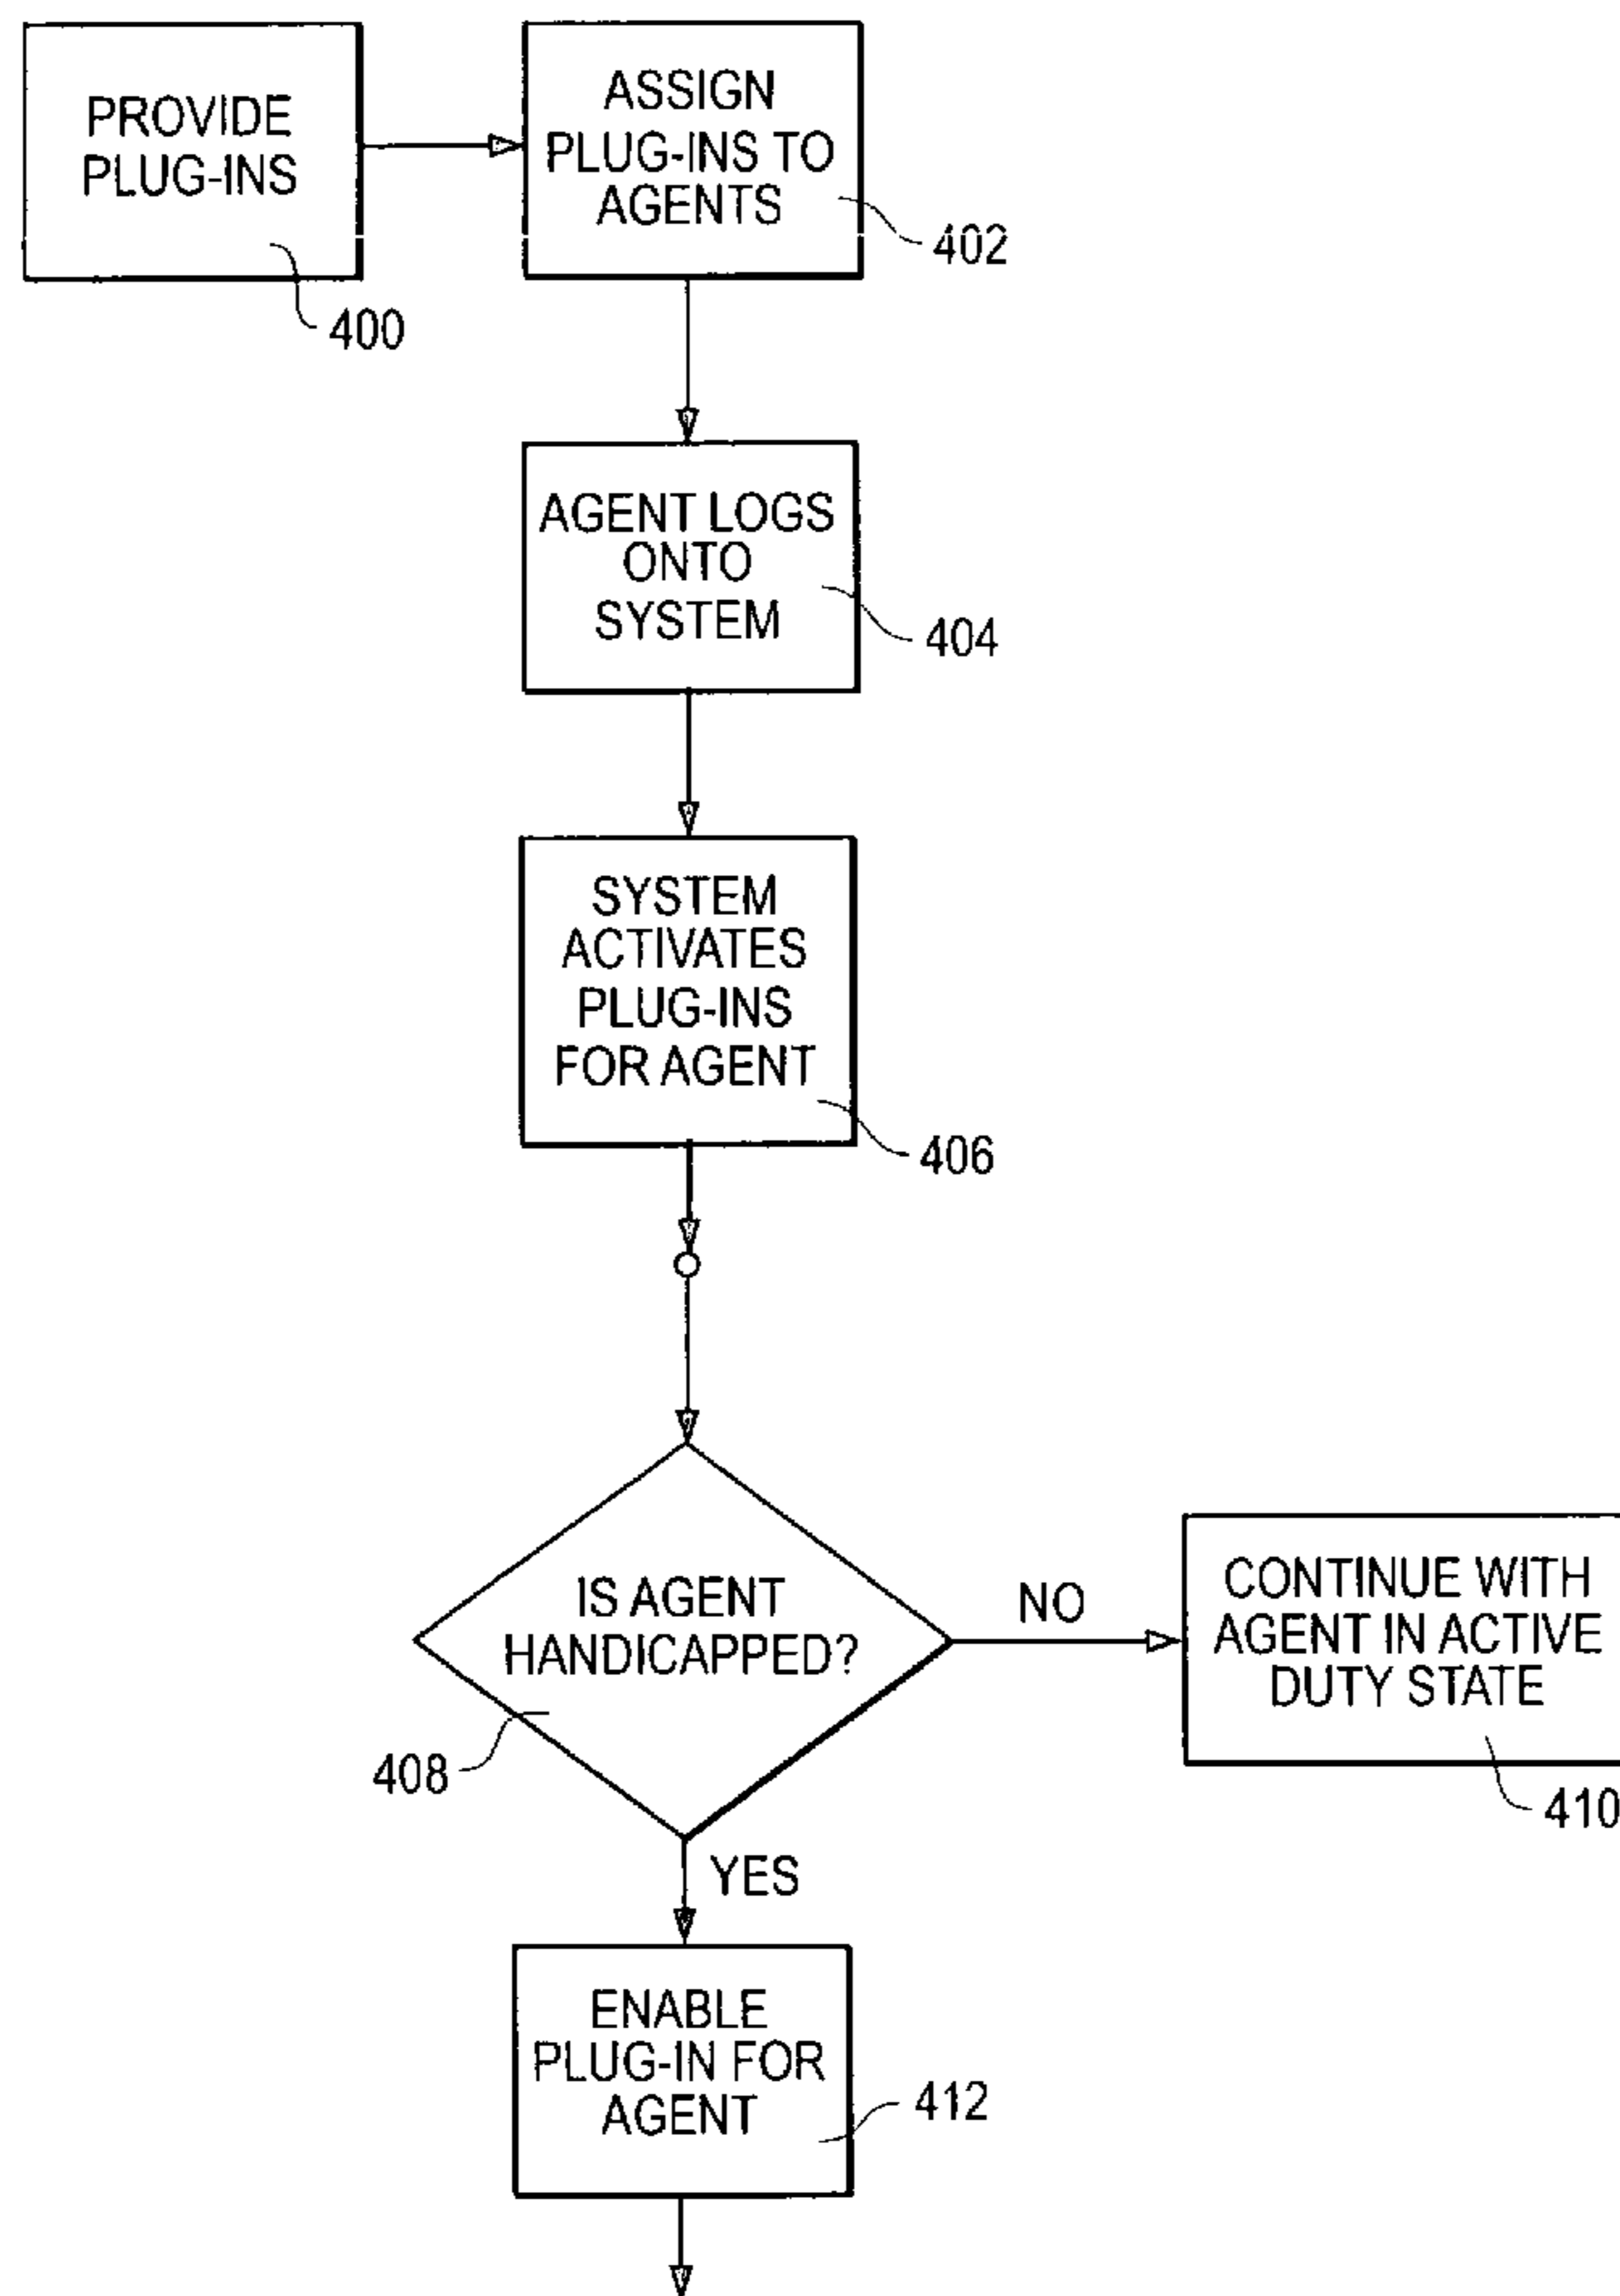 PROVIDE
PLUG-INS
400
ASSIGN
PLUG-INS TO
AGENTS
402
AGENT LOGS
ONTO
SYSTEM
404
SYSTEM
ACTIVATES
PLUG-INS
FOR AGENT
406
IS AGENT
HANDICAPPED?
408
NO
CONTINUE WITH
AGENT IN ACTIVE
DUTY STATE
410
YES
ENABLE
PLUG-IN FOR
AGENT
412